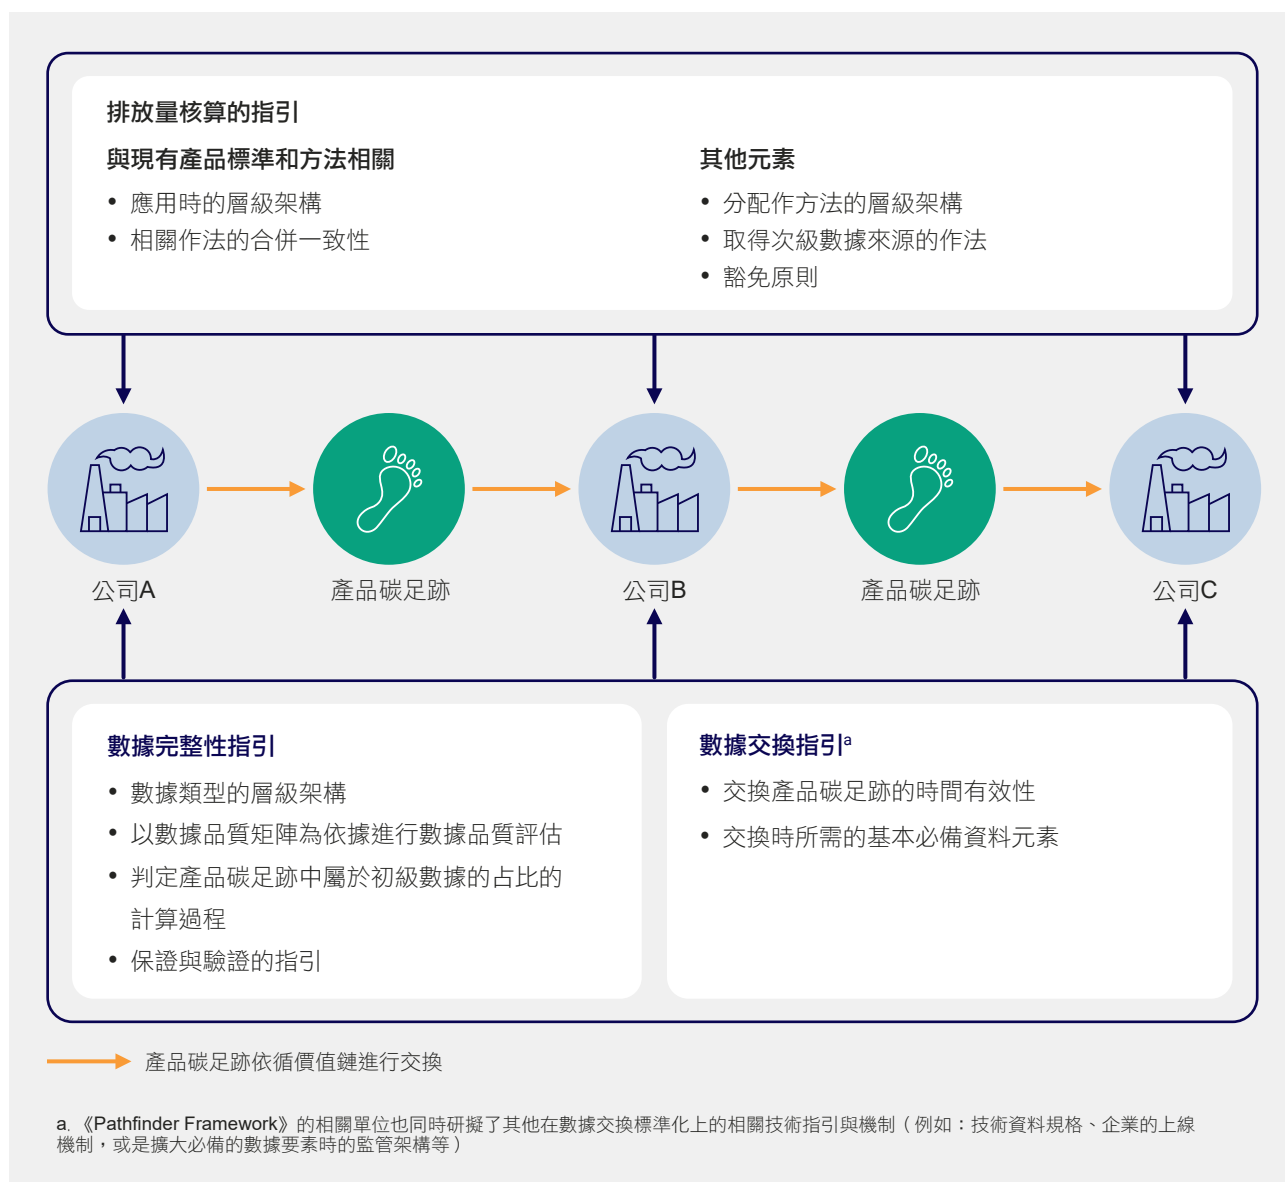 排放量核算的指引
與現有產品標準和方法相關
• 應用時的層級架構
• 相關作法的合併一致性
其他元素
• 分配作方法的層級架構
• 取得次級數據來源的作法
• 豁免原則
公司A
產品碳足跡
公司B
產品碳足跡
公司C
數據完整性指引
• 數據類型的層級架構
• 以數據品質矩陣為依據進行數據品質評估
• 判定產品碳足跡中屬於初級數據的占比的
計算過程
• 保證與驗證的指引
數據交換指引a
• 交換產品碳足跡的時間有效性
• 交換時所需的基本必備資料元素
產品碳足跡依循價值鏈進行交換
a. 《Pathfinder Framework》的相關單位也同時研擬了其他在數據交換標準化上的相關技術指引與機制（例如：技術資料規格、企業的上線
機制，或是擴大必備的數據要素時的監管架構等）